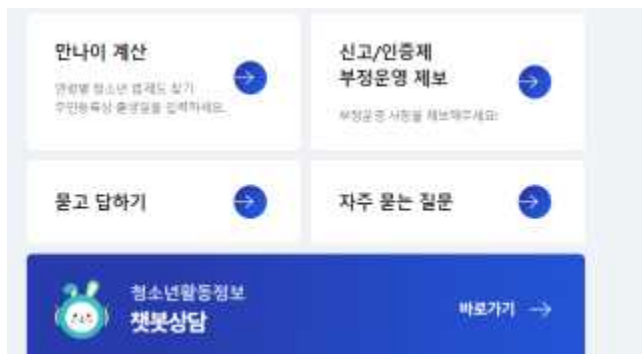 만나이 계산
연령별 청소년 법제도 찾기
주민등록상 출생일을 입력하세요.
신고/인증제
부정운영 제보
부정운영 사항을 제보해주세요!
묻고 답하기
자주 묻는 질문
청소년활동정보
챗봇상담
바로가기